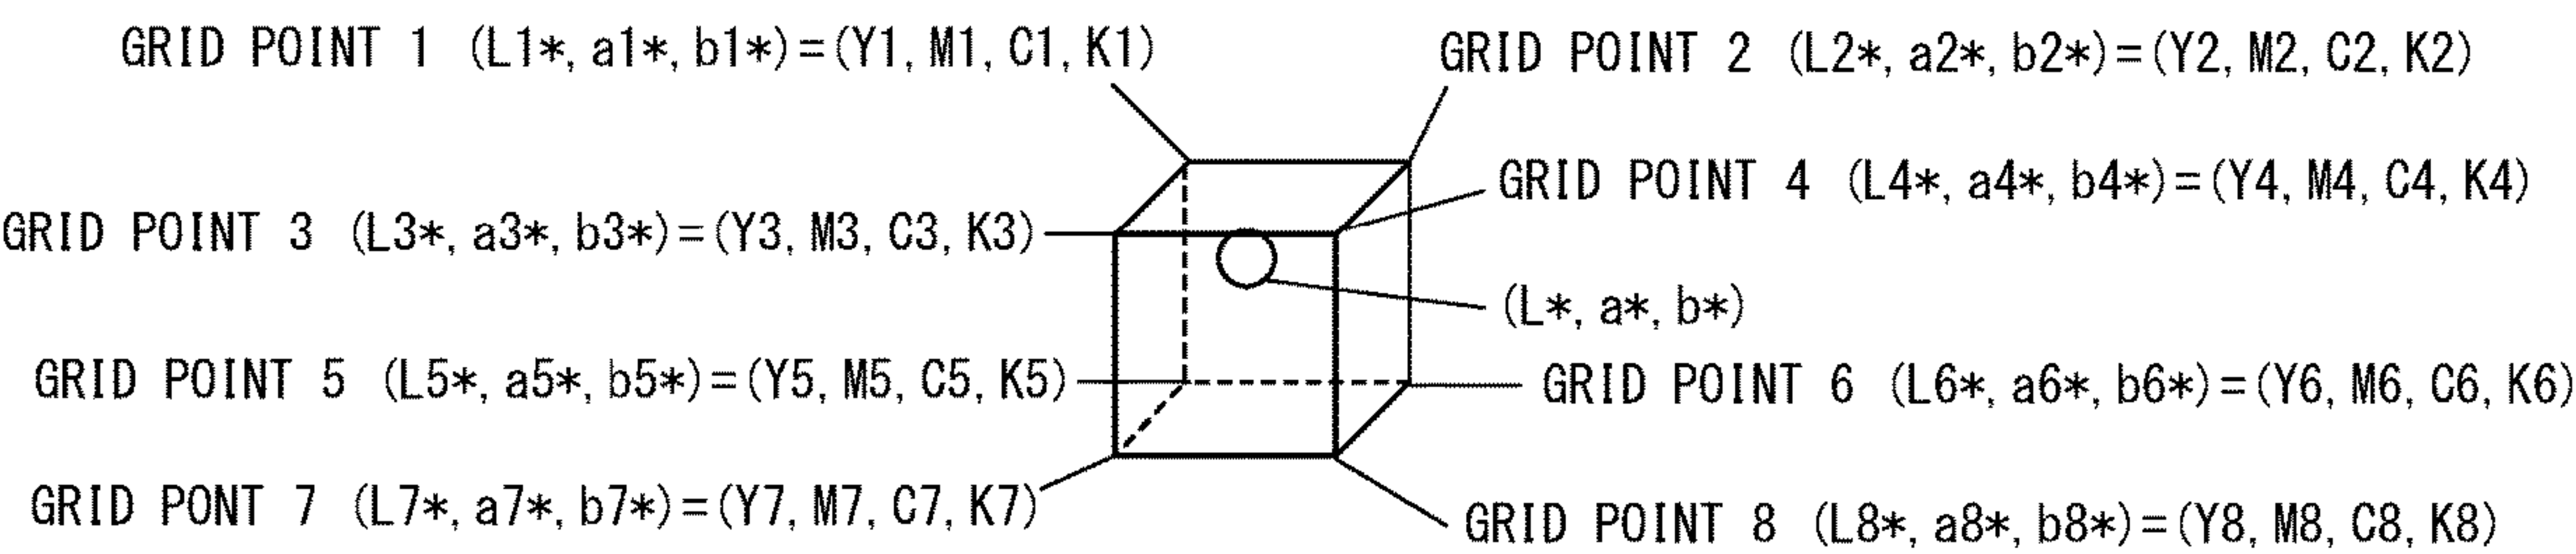 GRID POINT 1 (L1*, a1*, b1*)=(Y1, M1, C1, K1)
GRID POINT 2 (L2*, a2*, b2*)=(Y2, M2, C2, K2)
GRID POINT 4 (L4*, a4*, b4*)=(Y4, M4, C4, K4)
GRID POINT 3 (L3*, a3*, b3*)=(Y3, M3, C3, K3)
(L*, a*, b*)
GRID POINT 5 (L5*, a5*, b5*)=(Y5, M5, C5, K5)
GRID POINT 6 (L6*, a6*, b6*)=(Y6, M6, C6, K6)
GRID PONT 7 (L7*, a7*, b7*)=(Y7, M7, C7, K7)
GRID POINT 8 (L8*, a8*, b8*)=(Y8, M8, C8, K8)